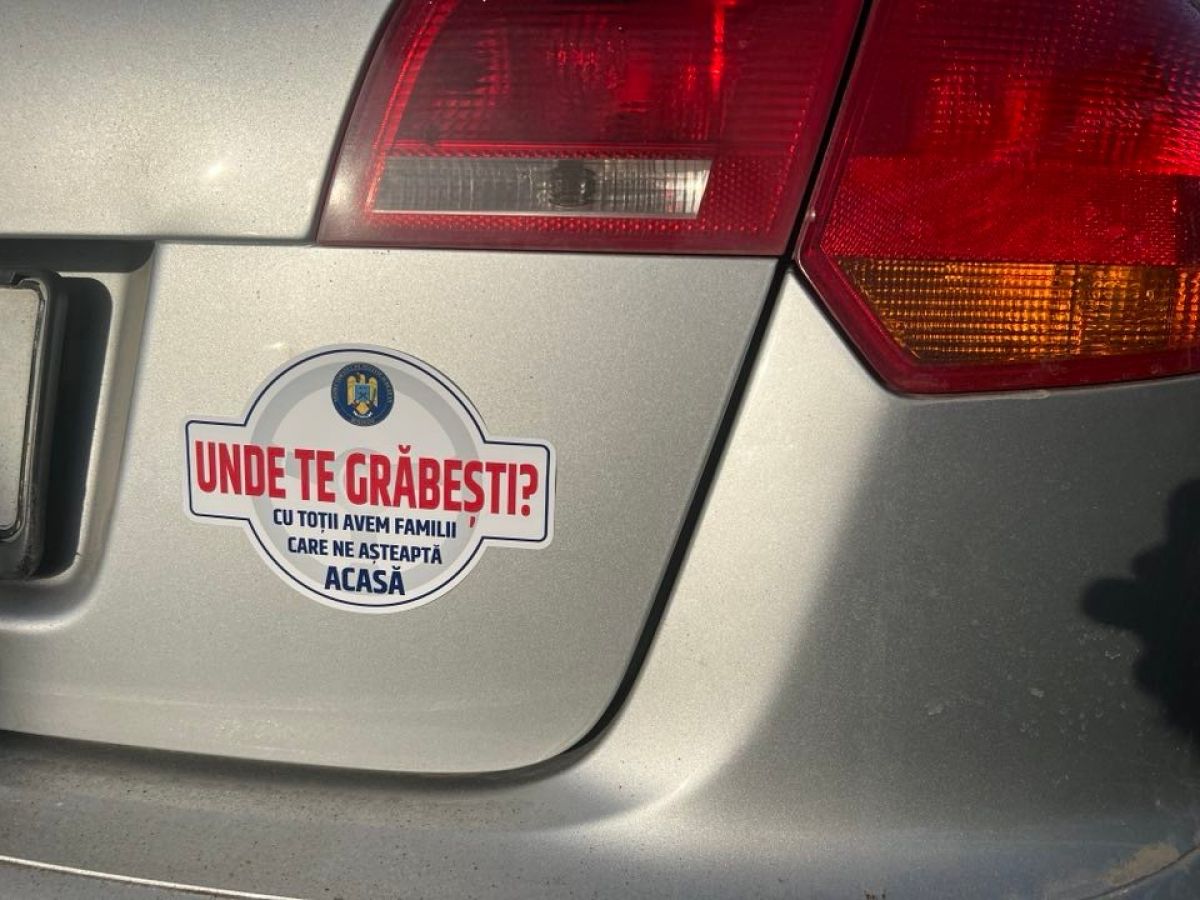 UNDE TE GRĂBEȘTI?
CU TOȚII AVEM FAMILII
CARE NE AȘTEAPTĂ
ACASĂ